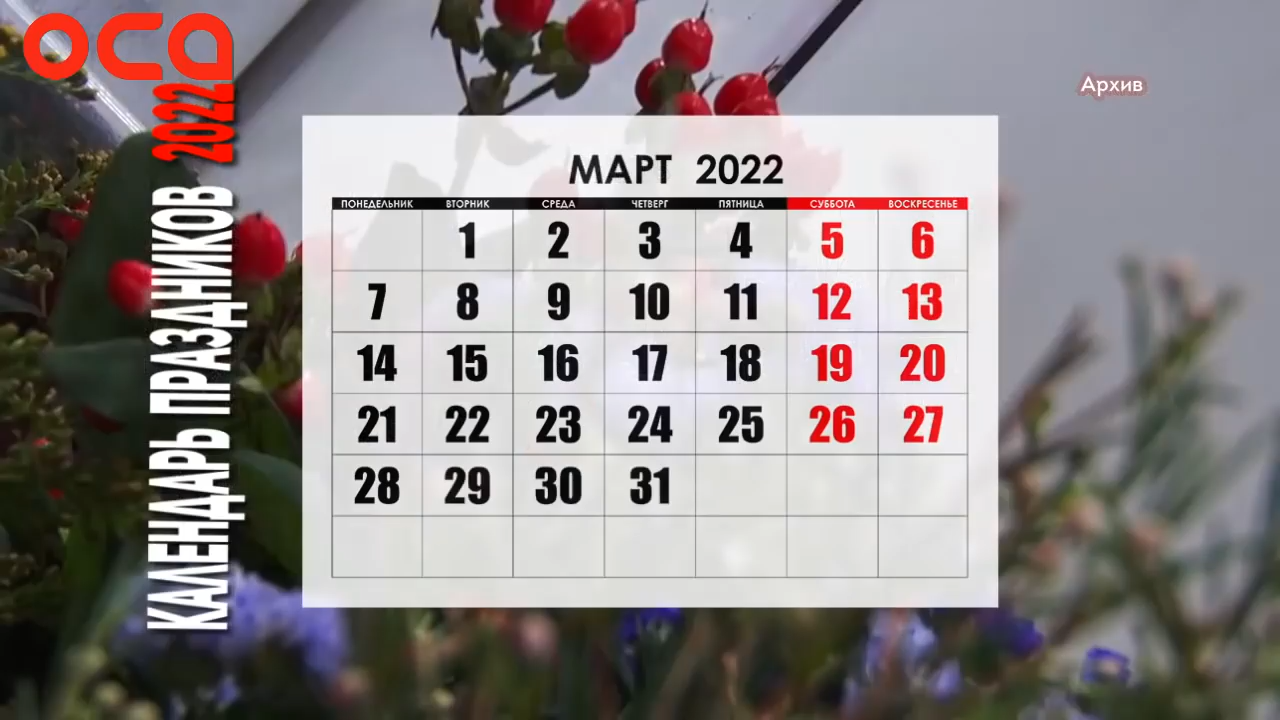 оса
КАЛЕНДАРЬ ПРАЗДНИКОВ 2022
Архив
МАРТ 2022
ПОНЕДЕЛЬНИК ВТОРНИК СРЕДА ЧЕТВЕРГ ПЯТНИЦА СУББОТА ВОСКРЕСЕНЬЕ
1 2 3 4 5 6
7 8 9 10 11 12 13
14 15 16 17 18 19 20
21 22 23 24 25 26 27
28 29 30 31